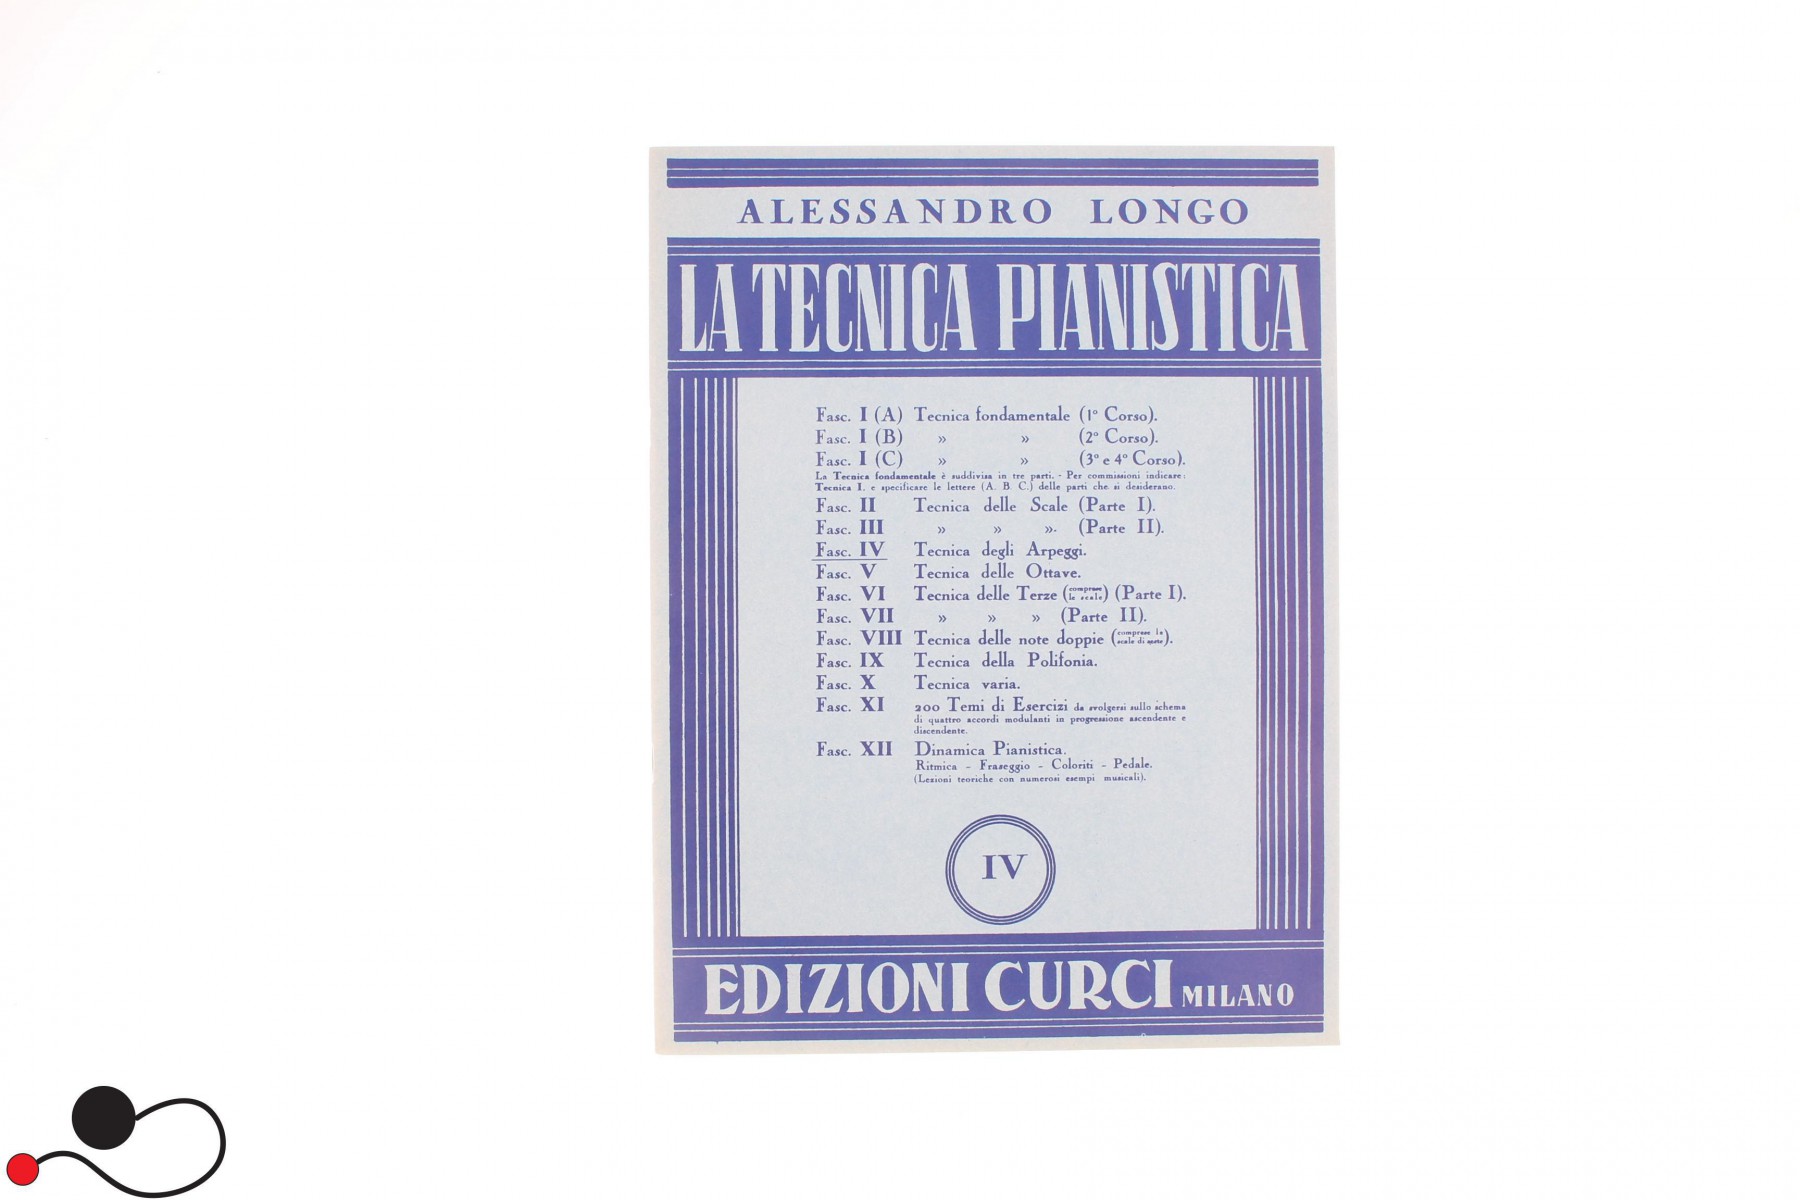 ALESSANDRO LONGO
LA TECNICA PIANISTICA
Fasc. I (A) Tecnica fondamentale (1º Corso).
Fasc. I (B) » » (2º Corso).
Fasc. I (C) » » (3º e 4º Corso).
La Tecnica fondamentale è suddivisa in tre parti. - Per commissioni indicare:
Tecnica I. e specificare le lettere (A. B. C.) delle parti che si desiderano.
Fasc. II Tecnica delle Scale (Parte I).
Fasc. III » » ». (Parte II).
Fasc. IV Tecnica degli Arpeggi.
Fasc. V Tecnica delle Ottave.
Fasc. VI Tecnica delle Terze (comprese le scale) (Parte I).
Fasc. VII » » » (Parte II).
Fasc. VIII Tecnica delle note doppie (comprese le scale di seste).
Fasc. IX Tecnica della Polifonia.
Fasc. X Tecnica varia.
Fasc. XI 200 Temi di Esercizi da svolgersi sullo schema
di quattro accordi modulanti in progressione ascendente e
discendente.
Fasc. XII Dinamica Pianistica.
Ritmica - Fraseggio - Coloriti - Pedale.
(Lezioni teoriche con numerosi esempi musicali).
IV
EDIZIONI CURCI MILANO